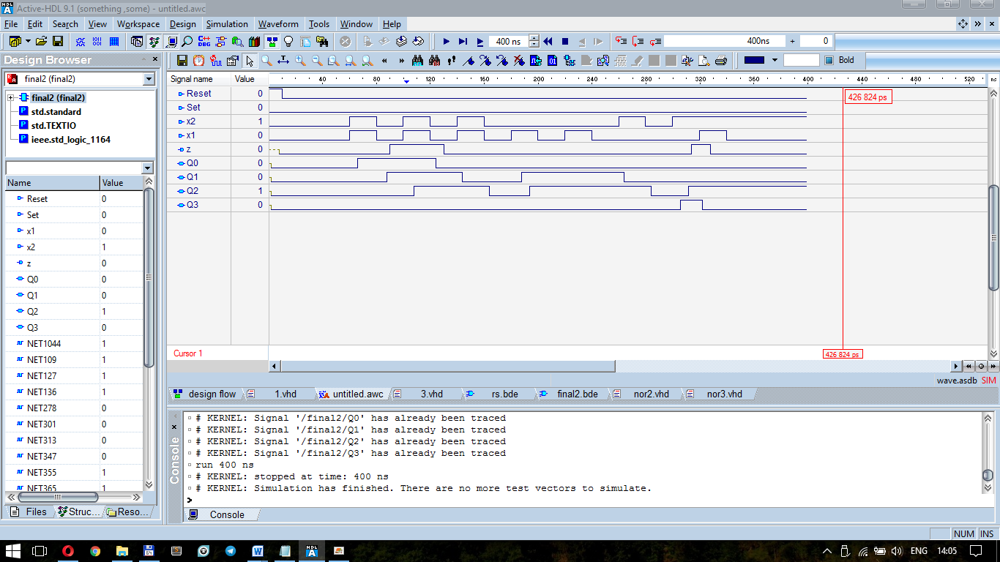 Active-HDL 9.1 (something ,some) - untitled.awc
File Edit Search View Workspace Design Simulation Waveform Tools Window Help
400 ns 400ns + 0
Design Browser
final2 (final2)
final2 (final2)
std.standard
std.TEXTIO
ieee.std_logic_1164
Name Value
Reset 0
Set 0
x1 0
x2 1
z 0
Q0 0
Q1 0
Q2 1
Q3 0
NET1044 1
NET109 1
NET127 1
NET136 1
NET278 0
NET301 0
NET313 0
NET347 0
NET355 1
NET365 1
Files Struc... Reso...
Bold
Signal name Value 40 80 120 160 200 240 280 320 360 400 440 480 520 ns
Reset 0
Set 0
x2 1
x1 0
z 0
Q0 0
Q1 0
Q2 1
Q3 0
426 824 ps
Cursor 1
426 824 ps
wave.asdb SIM
design flow 1.vhd untitled.awc 3.vhd rs.bde final2.bde nor2.vhd nor3.vhd
Console
# KERNEL: Signal '/final2/Q0' has already been traced
# KERNEL: Signal '/final2/Q1' has already been traced
# KERNEL: Signal '/final2/Q2' has already been traced
# KERNEL: Signal '/final2/Q3' has already been traced
run 400 ns
# KERNEL: stopped at time: 400 ns
# KERNEL: Simulation has finished. There are no more test vectors to simulate.
>
Console
NUM INS
ENG 14:05